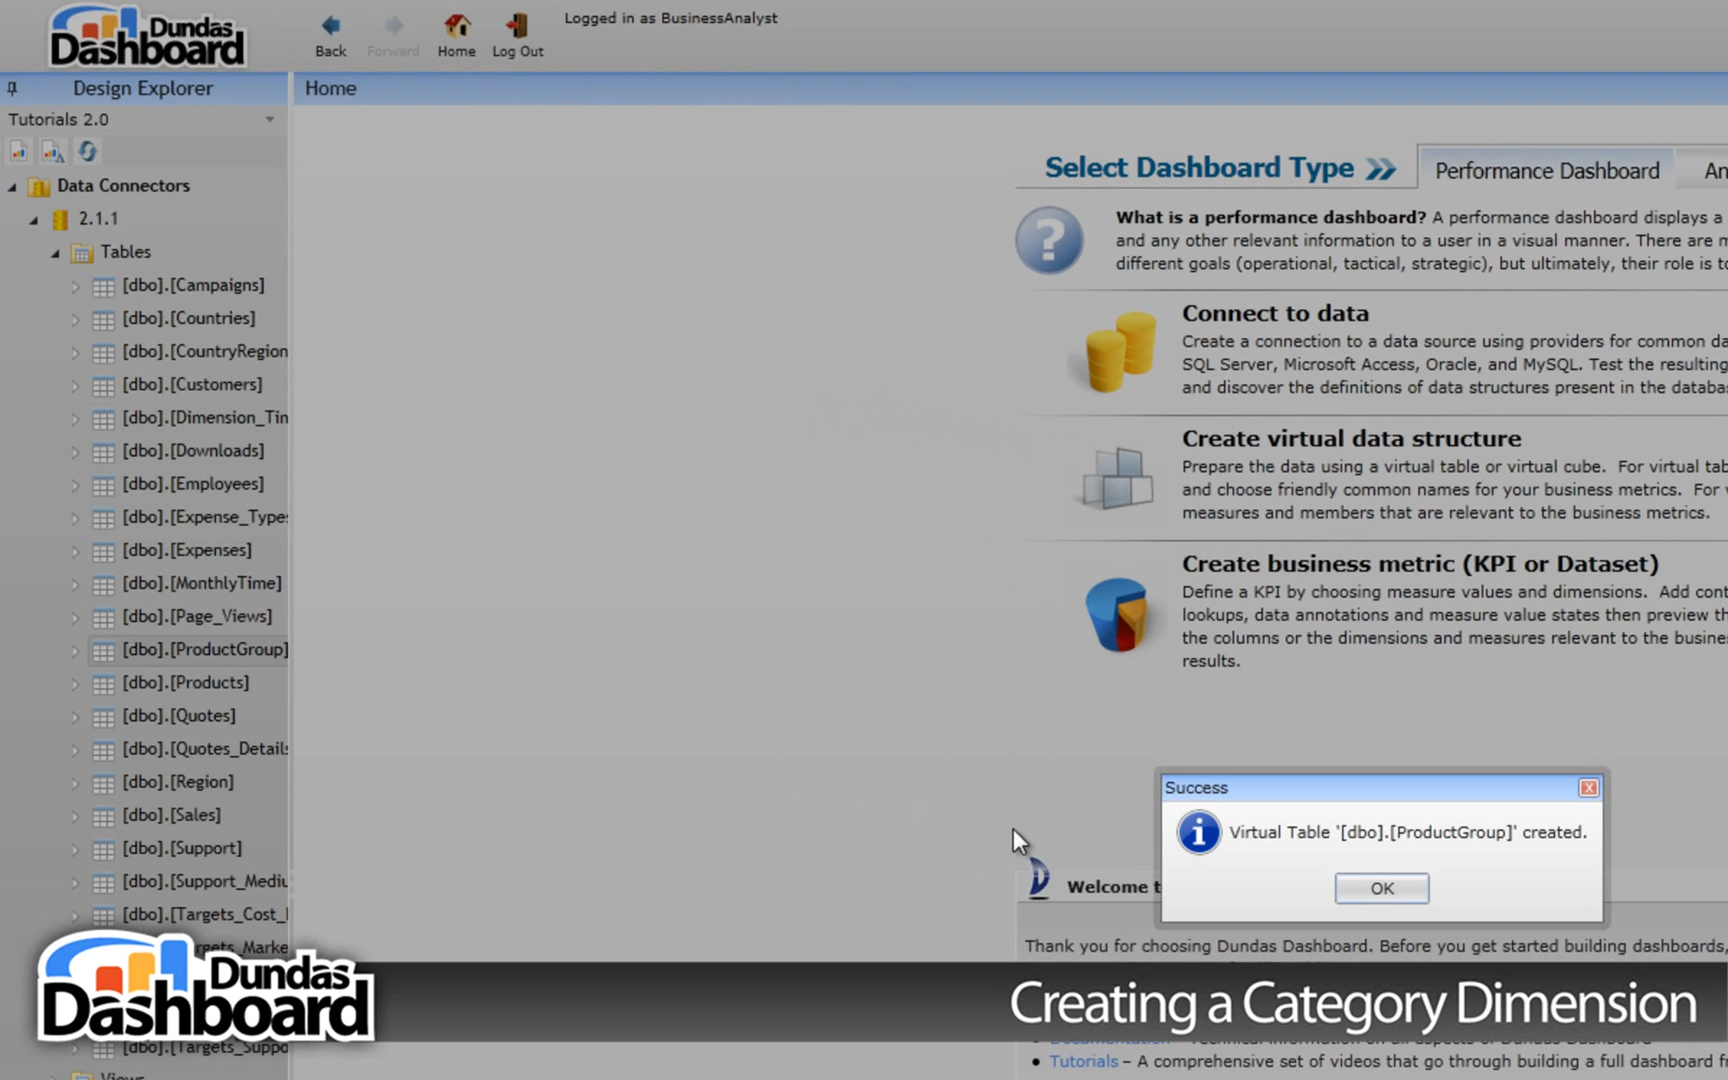 Dundas
Dashboard
Back
Forward
Home
Log Out
Logged in as BusinessAnalyst
Design Explorer
Home
Tutorials 2.0
Data Connectors
2.1.1
Tables
[dbo].[Campaigns]
[dbo].[Countries]
[dbo].[CountryRegion
[dbo].[Customers]
[dbo].[Dimension_Tin
[dbo].[Downloads]
[dbo].[Employees]
[dbo].[Expense_Types
[dbo].[Expenses]
[dbo].[MonthlyTime]
[dbo].[Page_Views]
[dbo].[ProductGroup]
[dbo].[Products]
[dbo].[Quotes]
[dbo].[Quotes_Details
[dbo].[Region]
[dbo].[Sales]
[dbo].[Support]
[dbo].[Support_Mediu
[dbo].[Targets_Cost_
Select Dashboard Type
Performance Dashboard
An
What is a performance dashboard? A performance dashboard displays a
and any other relevant information to a user in a visual manner. There are m
different goals (operational, tactical, strategic), but ultimately, their role is to
Connect to data
Create a connection to a data source using providers for common da
SQL Server, Microsoft Access, Oracle, and MySQL. Test the resulting
and discover the definitions of data structures present in the databas
Create virtual data structure
Prepare the data using a virtual table or virtual cube. For virtual tab
and choose friendly common names for your business metrics. For v
measures and members that are relevant to the business metrics.
Create business metric (KPI or Dataset)
Define a KPI by choosing measure values and dimensions. Add cont
lookups, data annotations and measure value states then preview th
the columns or the dimensions and measures relevant to the busines
results.
Success
X
Virtual Table '[dbo].[ProductGroup]' created.
OK
Welcome t
Thank you for choosing Dundas Dashboard. Before you get started building dashboards,
Dundas
Dashboard
Creating a Category Dimension
Tutorials – A comprehensive set of videos that go through building a full dashboard fr